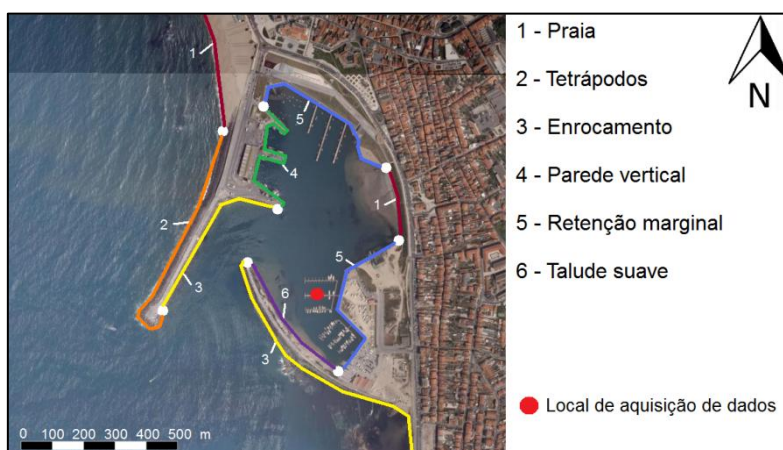 1
5
4
1
2
5
3
6
3
0 100 200 300 400 500 m
1 - Praia
2 - Tetrápodos
3 - Enrocamento
4 - Parede vertical
5 - Retenção marginal
6 - Talude suave
N
Local de aquisição de dados